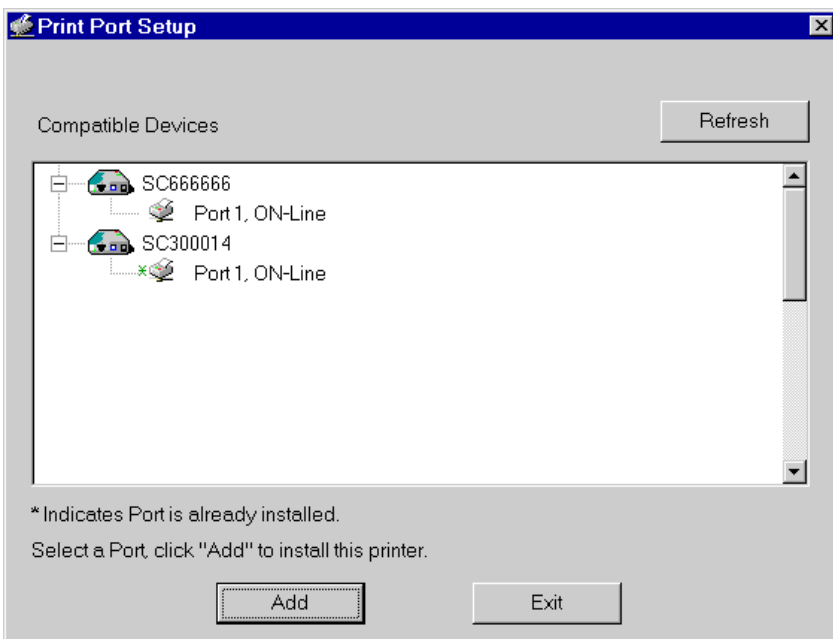 Print Port Setup
Compatible Devices
Refresh
SC666666
Port 1, ON-Line
SC300014
* Port 1, ON-Line
* Indicates Port is already installed.
Select a Port, click "Add" to install this printer.
Add
Exit